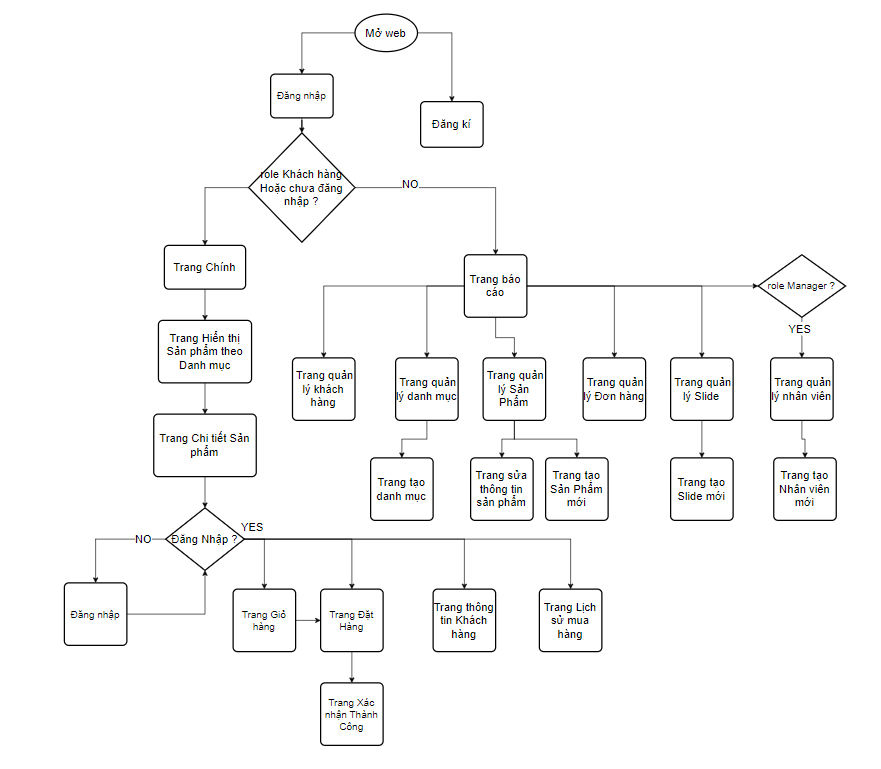 Mở web
Đăng nhập
Đăng kí
role Khách hàng
Hoặc chưa đăng
nhập ?
NO
Trang Chính
Trang báo
cáo
role Manager ?
YES
Trang Hiển thị
Sản phẩm theo
Danh mục
Trang quản
lý khách
hàng
Trang quản
lý danh mục
Trang quản
lý Sản
Phẩm
Trang quản
lý Đơn hàng
Trang quản
lý Slide
Trang quản
lý nhân viên
Trang Chi tiết Sản
phẩm
Trang tạo
danh mục
Trang sửa
thông tin
sản phẩm
Trang tạo
Sản Phẩm
mới
Trang tạo
Slide mới
Trang tạo
Nhân viên
mới
NO
Đăng Nhập ?
YES
Đăng nhập
Trang Giỏ
hàng
Trang Đặt
Hàng
Trang thông
tin Khách
hàng
Trang Lịch
sử mua
hàng
Trang Xác
nhận Thành
Công